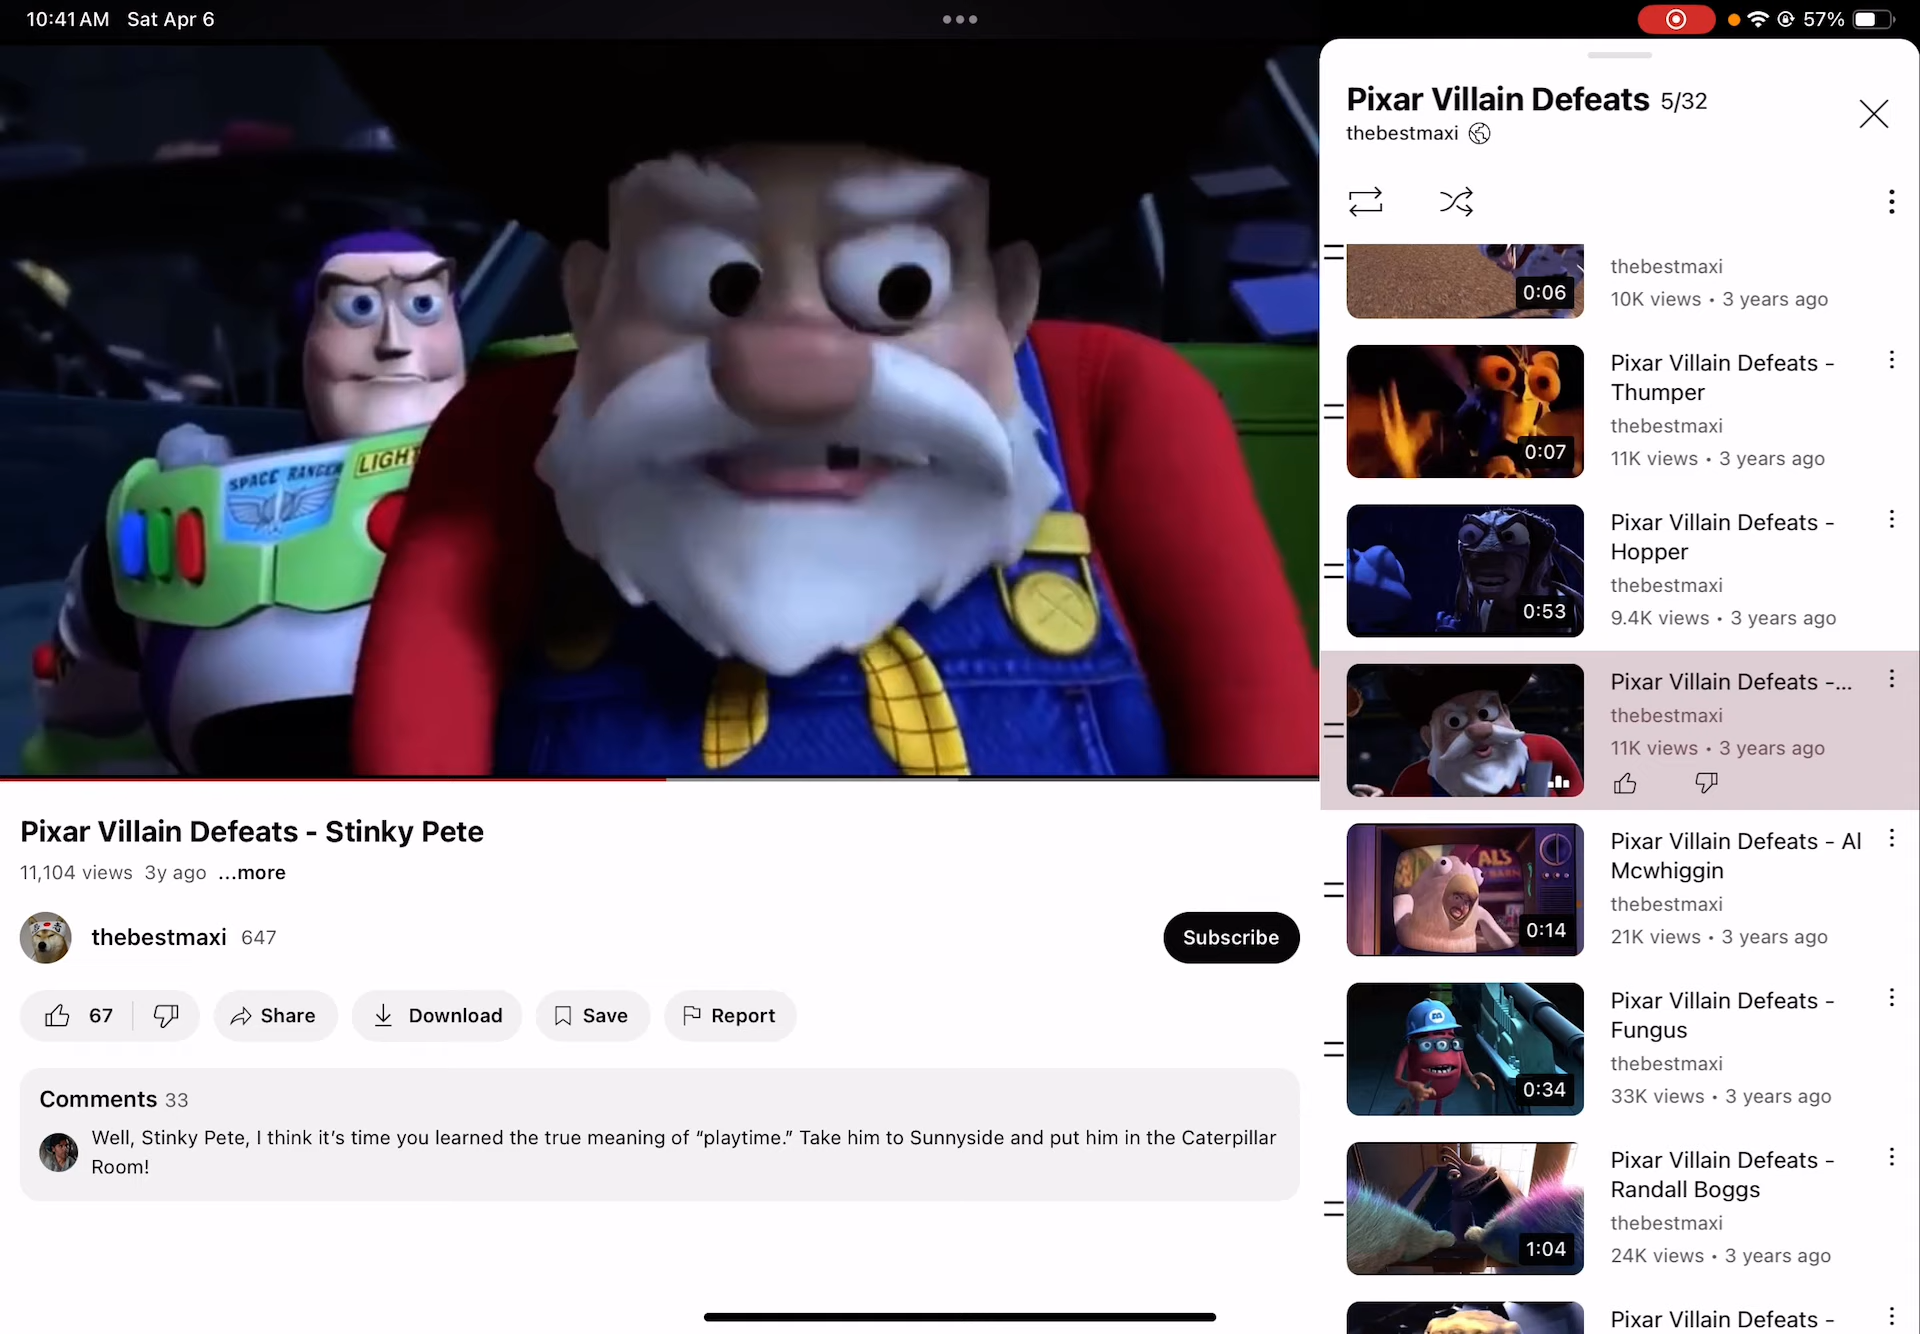 10:41 AM Sat Apr 6
57%
SPACE RANGER
LIGHT
Pixar Villain Defeats - Stinky Pete
11,104 views 3y ago ...more
thebestmaxi 647
Subscribe
67
Share
Download
Save
Report
Comments 33
Well, Stinky Pete, I think it's time you learned the true meaning of “playtime.” Take him to Sunnyside and put him in the Caterpillar
Room!
Pixar Villain Defeats 5/32
thebestmaxi
0:06
thebestmaxi
10K views • 3 years ago
0:07
Pixar Villain Defeats -
Thumper
thebestmaxi
11K views • 3 years ago
0:53
Pixar Villain Defeats -
Hopper
thebestmaxi
9.4K views • 3 years ago
Pixar Villain Defeats -...
thebestmaxi
11K views • 3 years ago
AL'S
0:14
Pixar Villain Defeats - Al
Mcwhiggin
thebestmaxi
21K views • 3 years ago
0:34
Pixar Villain Defeats -
Fungus
thebestmaxi
33K views • 3 years ago
1:04
Pixar Villain Defeats -
Randall Boggs
thebestmaxi
24K views • 3 years ago
Pixar Villain Defeats -